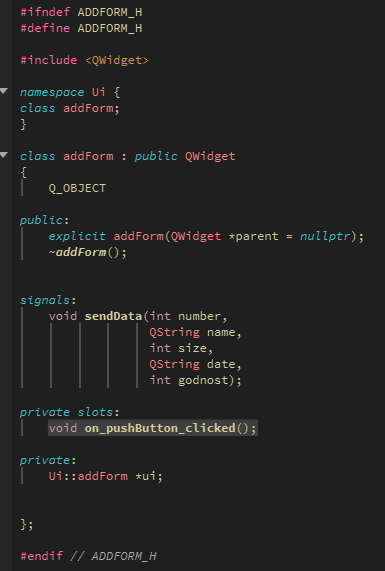 #ifndef ADDFORM_H
#define ADDFORM_H
#include <QWidget>
namespace Ui {
class addForm;
}
class addForm : public QWidget
{
Q_OBJECT
public:
explicit addForm(QWidget *parent = nullptr);
~addForm();
signals:
void sendData(int number,
QString name,
int size,
QString date,
int godnost);
private slots:
void on_pushButton_clicked();
private:
Ui::addForm *ui;
};
#endif // ADDFORM_H